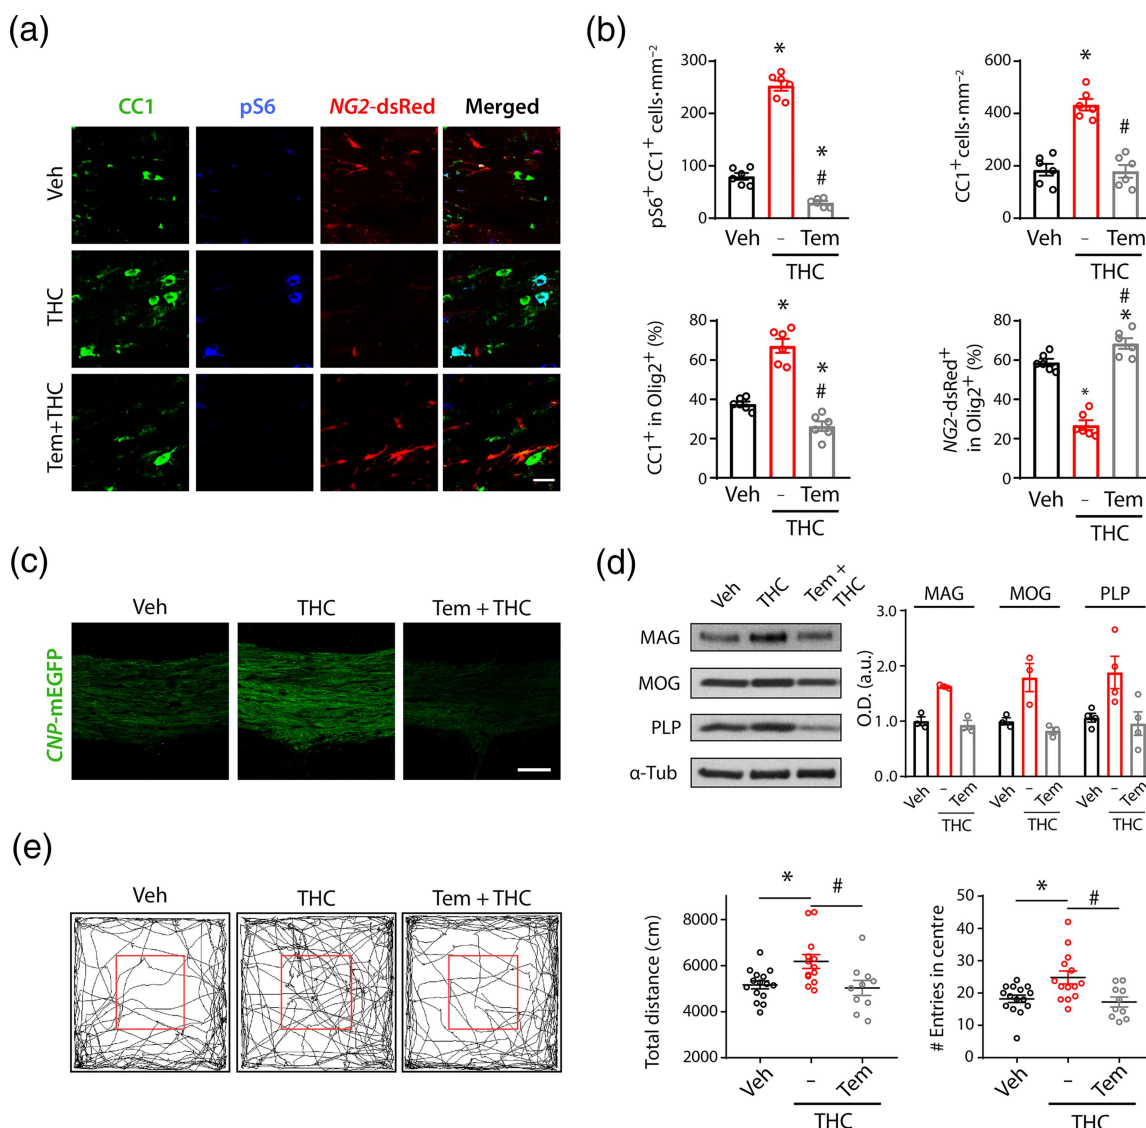 (a)
CC1 pS6 NG2-dsRed Merged
Veh
THC
Tem+THC
(b)
pS6+ CC1+ cells·mm−2
300
*
200
100
*
#
0
Veh – Tem
THC
CC1+cells·mm−2
600
*
400
#
200
0
Veh – Tem
THC
CC1+ in Olig2+ (%)
80
*
60
*
40
#
20
0
Veh – Tem
THC
NG2-dsRed+
in Olig2+ (%)
80
#
*
60
*
40
20
0
Veh – Tem
THC
(c)
Veh THC Tem + THC
CNP-mEGFP
(d)
Veh THC Tem +
THC
MAG
MOG
PLP
α-Tub
MAG MOG PLP
O.D. (a.u.)
3.0
2.0
1.0
0.0
Veh – Tem Veh – Tem Veh – Tem
THC THC THC
(e)
Veh THC Tem + THC
Total distance (cm)
8000
6000
4000
2000
* #
Veh – Tem
THC
# Entries in centre
50
40
30
20
10
0
* #
Veh – Tem
THC